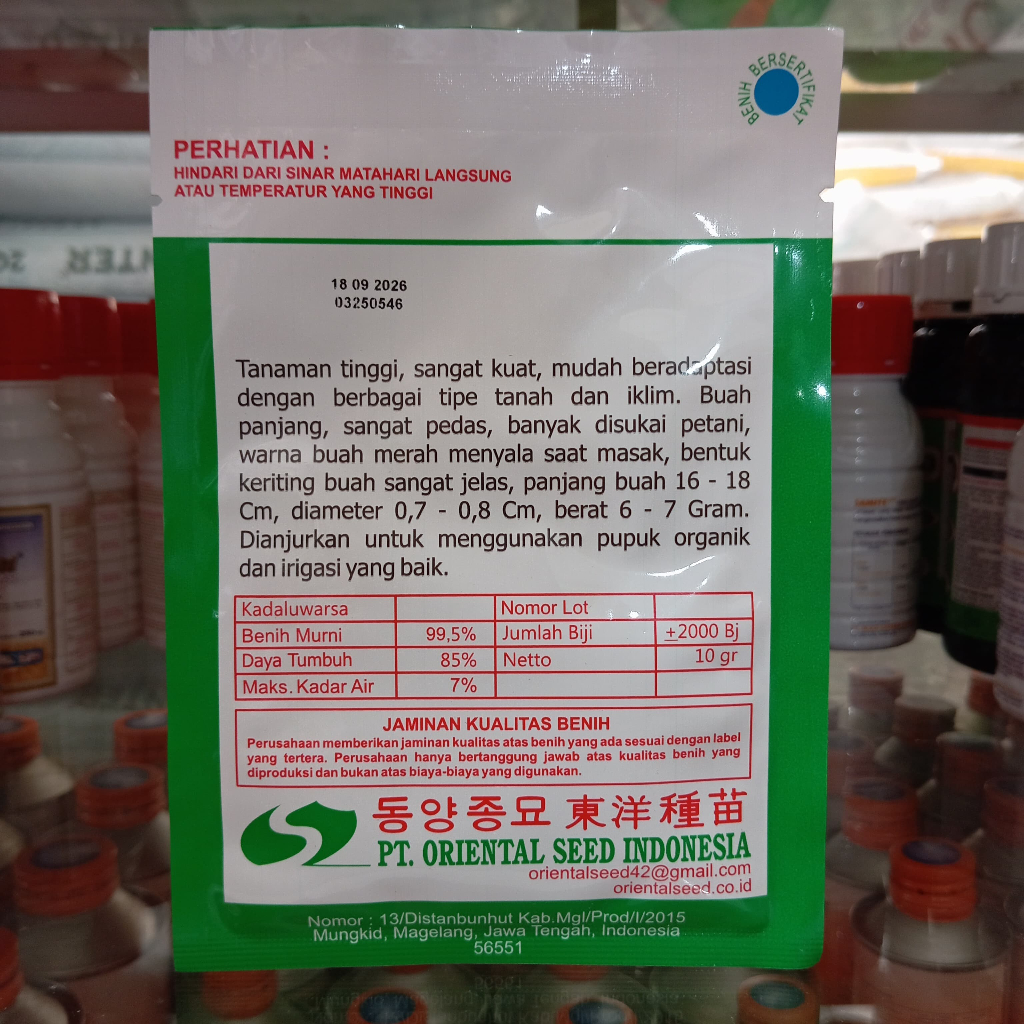 BENIH BERSERTIFIKAT
PERHATIAN :
HINDARI DARI SINAR MATAHARI LANGSUNG
ATAU TEMPERATUR YANG TINGGI
18 09 2026
03250546
Tanaman tinggi, sangat kuat, mudah beradaptasi
dengan berbagai tipe tanah dan iklim. Buah
panjang, sangat pedas, banyak disukai petani,
warna buah merah menyala saat masak, bentuk
keriting buah sangat jelas, panjang buah 16 - 18
Cm, diameter 0,7 - 0,8 Cm, berat 6 - 7 Gram.
Dianjurkan untuk menggunakan pupuk organik
dan irigasi yang baik.
Kadaluwarsa Nomor Lot
Benih Murni 99,5% Jumlah Biji ±2000 Bj
Daya Tumbuh 85% Netto 10 gr
Maks. Kadar Air 7%
JAMINAN KUALITAS BENIH
Perusahaan memberikan jaminan kualitas atas benih yang ada sesuai dengan label
yang tertera. Perusahaan hanya bertanggung jawab atas kualitas benih yang
diproduksi dan bukan atas biaya-biaya yang digunakan.
동양종묘 東洋種苗
PT. ORIENTAL SEED INDONESIA
orientalseed42@gmail.com
orientalseed.co.id
Nomor : 13/Distanbunhut Kab.Mgl/Prod/I/2015
Mungkid, Magelang, Jawa Tengah, Indonesia
56551